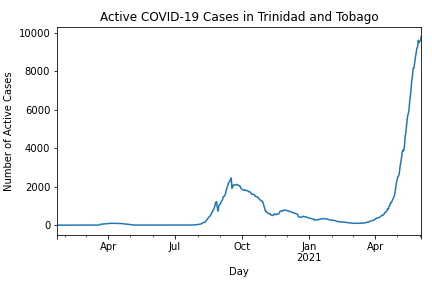 Active COVID-19 Cases in Trinidad and Tobago
Number of Active Cases
10000
8000
6000
4000
2000
0
Apr
Jul
Oct
Jan
2021
Apr
Day